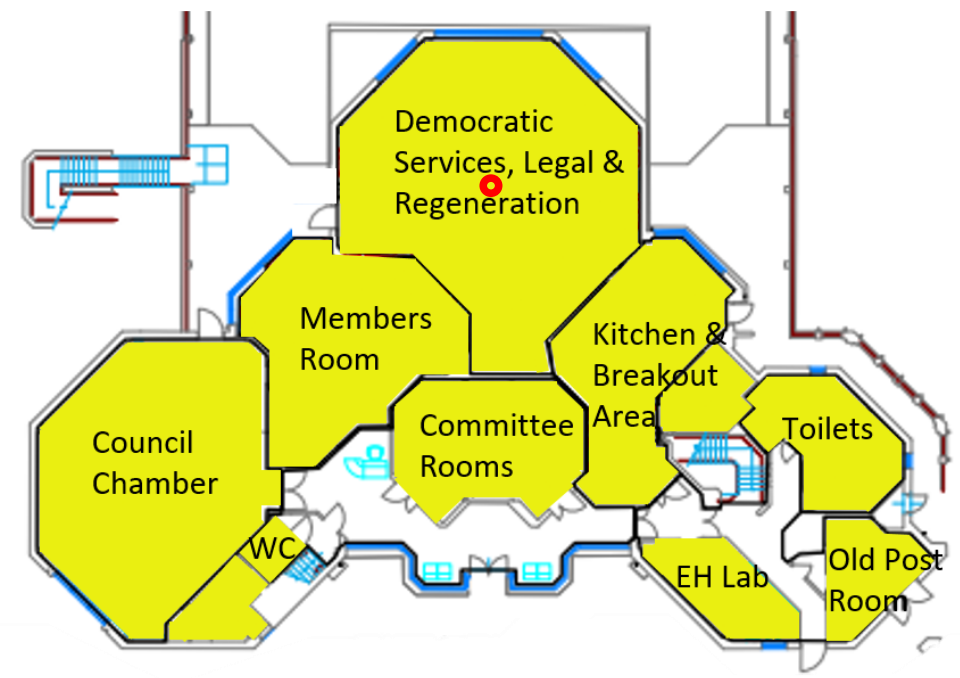 Democratic
Services, Legal &
Regeneration
Members
Room
Kitchen &
Breakout
Area
Council
Chamber
Committee
Rooms
Toilets
WC
EH Lab
Old Post
Room